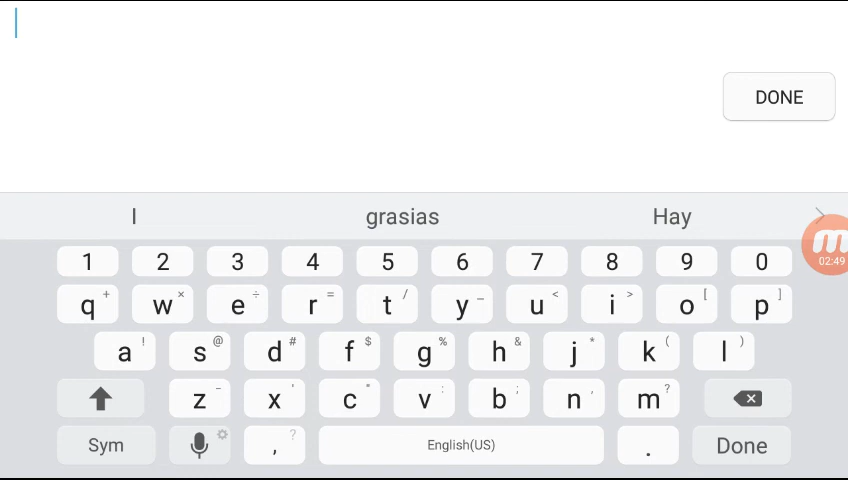 DONE
I grasias Hay
1 2 3 4 5 6 7 8 9 0
q + w × e ÷ r = t / y _ u < i > o [ p ]
a ! s @ d # f $ g % h & j * k ( l )
z - x ' c " v : b ; n , m ?
Sym , ? English(US) . Done
m
02:49